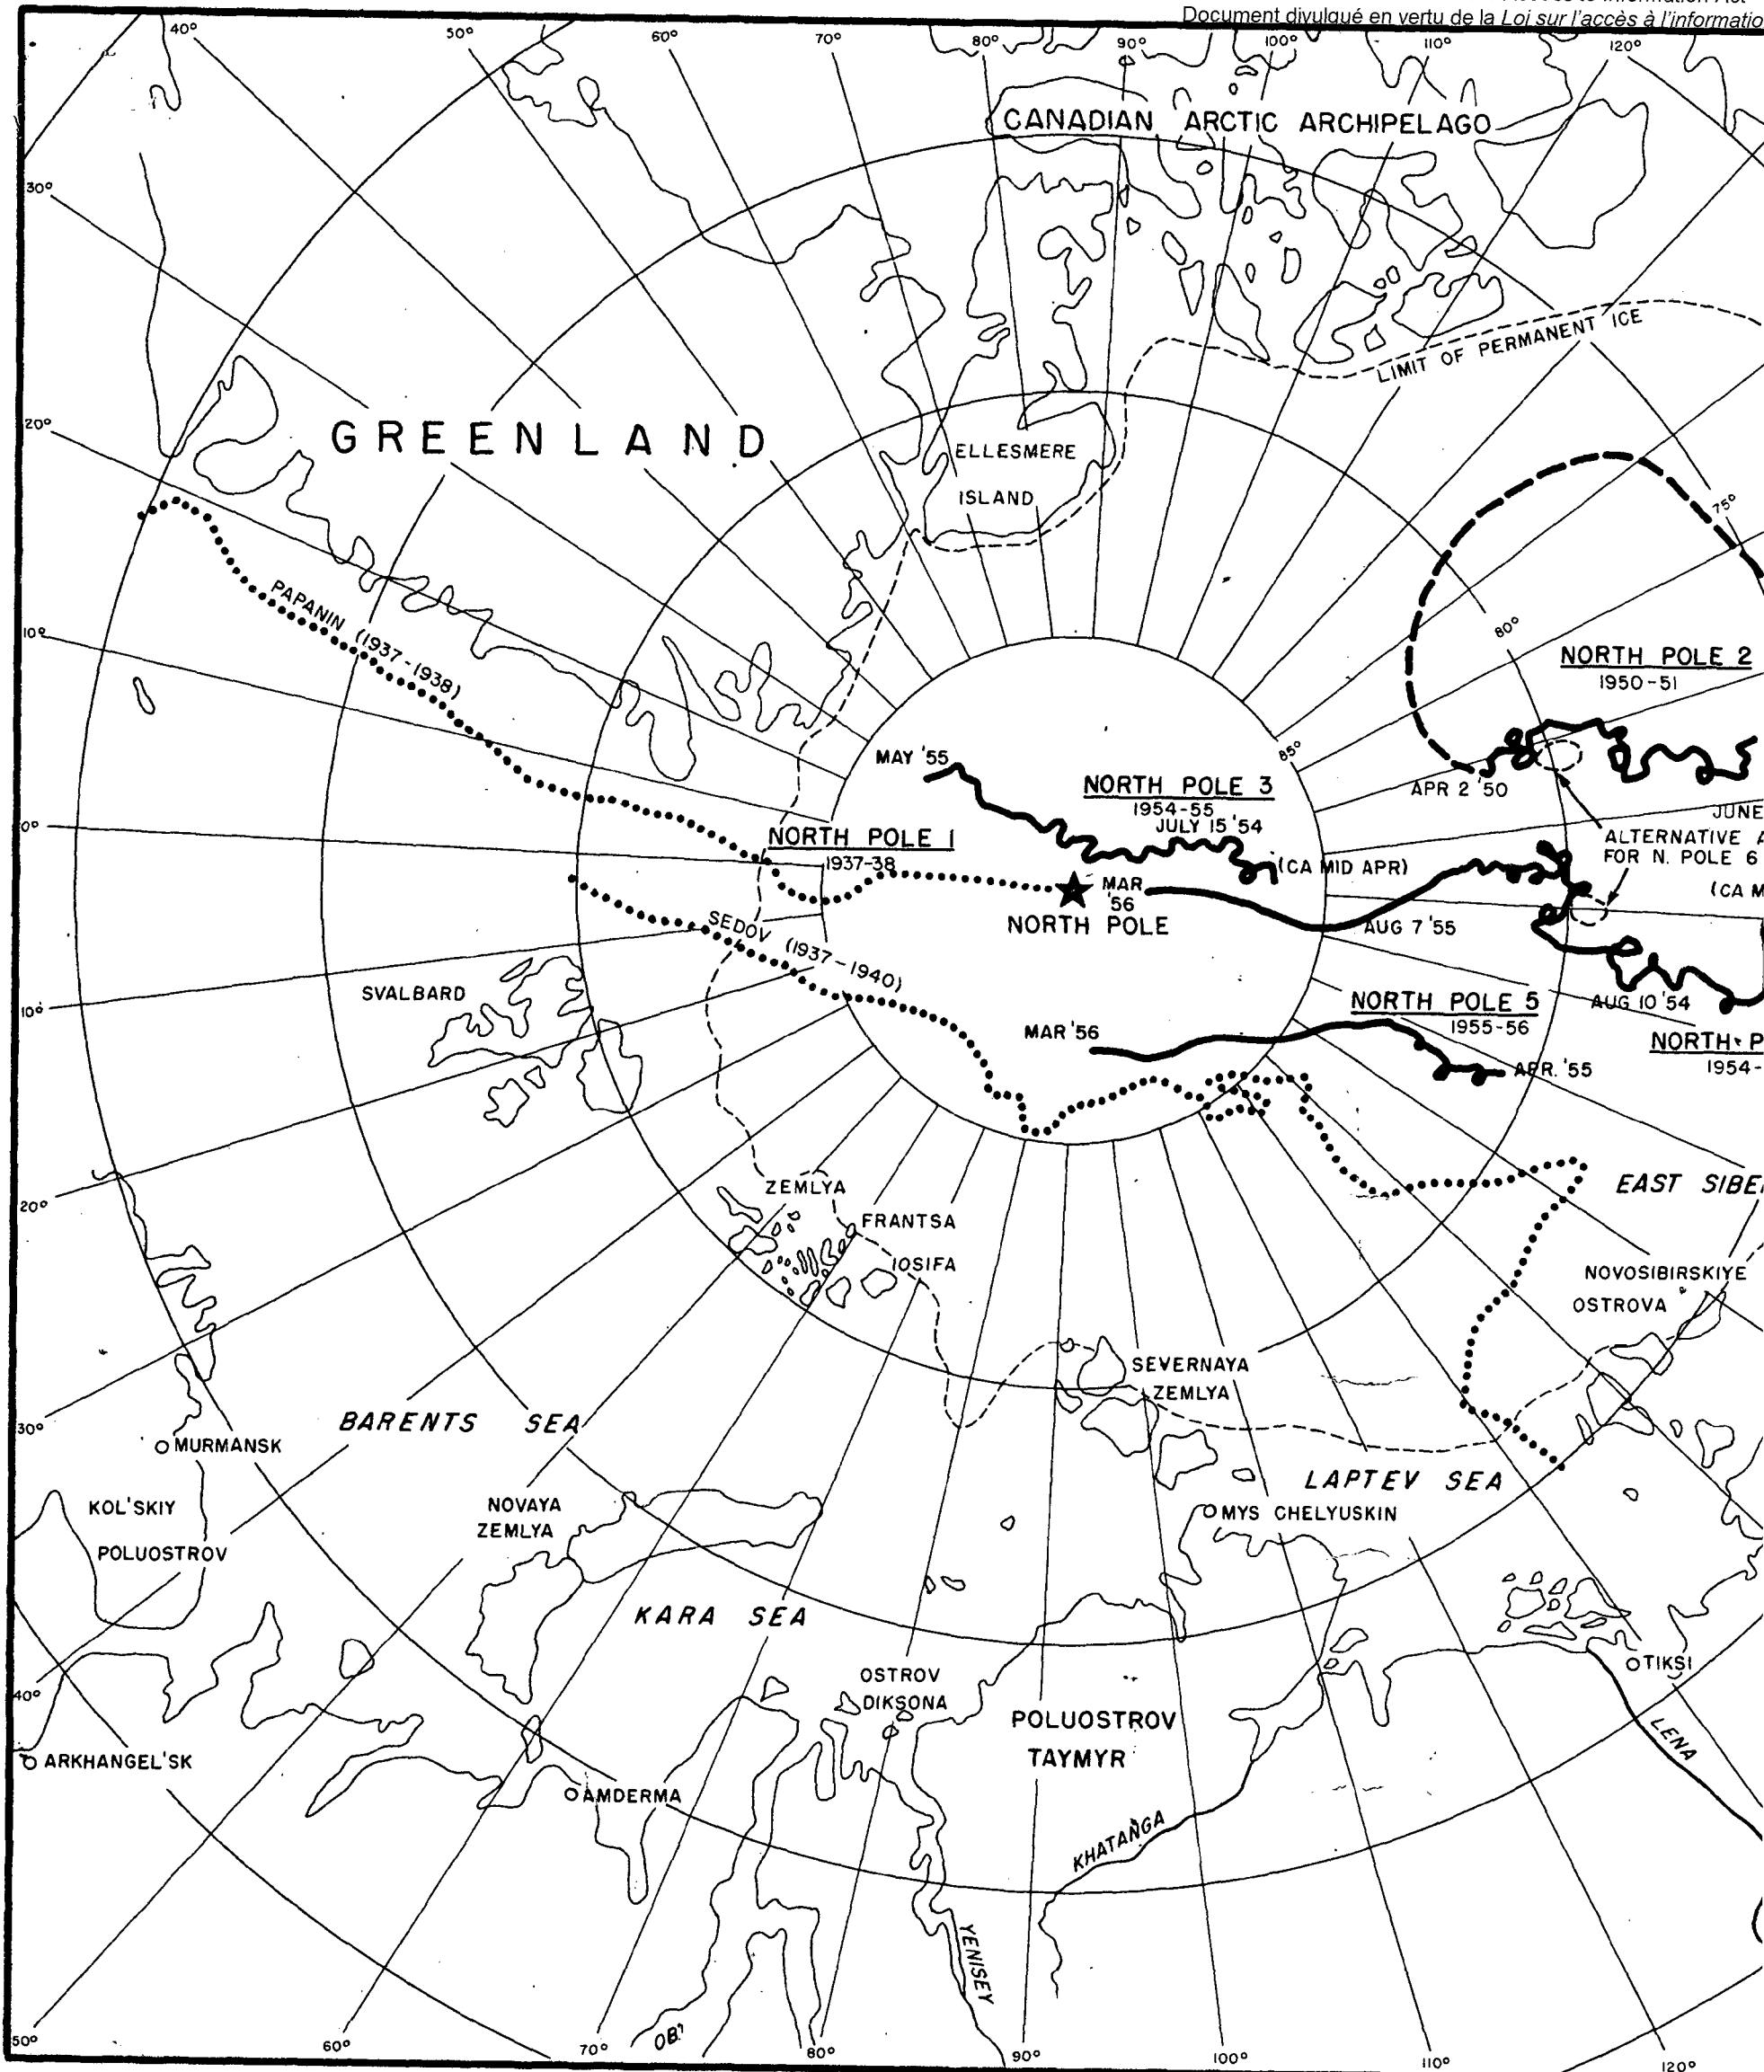 Document divulgué en vertu de la Loi sur l'accès à l'informatio
40°
50°
60°
70°
80°
90°
100°
110°
120°
CANADIAN ARCTIC ARCHIPELAGO
30°
LIMIT OF PERMANENT ICE
20°
GREENLAND
ELLESMERE
ISLAND
75°
PAPANIN (1937-1938)
10°
80°
NORTH POLE 2
1950-51
MAY '55
85°
NORTH POLE 3
1954-55
JULY 15 '54
APR 2 '50
JUNE
0°
NORTH POLE 1
1937-38
(CA MID APR)
ALTERNATIVE A
FOR N. POLE 6
(CA M
MAR
'56
NORTH POLE
AUG 7 '55
SEDOV (1937-1940)
SVALBARD
10°
NORTH POLE 5
1955-56
AUG 10 '54
MAR '56
NORTH P
1954-
APR. '55
ZEMLYA
FRANTSA
IOSIFA
EAST SIBE
20°
NOVOSIBIRSKIYE
OSTROVA
SEVERNAYA
ZEMLYA
30°
BARENTS SEA
MURMANSK
LAPTEV SEA
KOL'SKIY
POLUOSTROV
NOVAYA
ZEMLYA
MYS CHELYUSKIN
KARA SEA
OSTROV
DIKSONA
TIKSI
40°
POLUOSTROV
TAYMYR
LENA
ARKHANGEL'SK
AMDERMA
KHATANGA
YENISEY
OB'
50°
60°
70°
80°
90°
100°
110°
120°